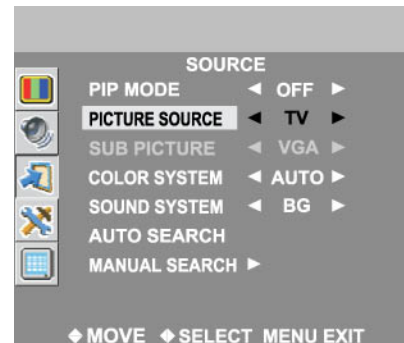 SOURCE
PIP MODE ◄ OFF ►
PICTURE SOURCE ◄ TV ►
SUB PICTURE ◄ VGA ►
COLOR SYSTEM ◄ AUTO ►
SOUND SYSTEM ◄ BG ►
AUTO SEARCH
MANUAL SEARCH ►
MOVE ◆ SELECT MENU EXIT